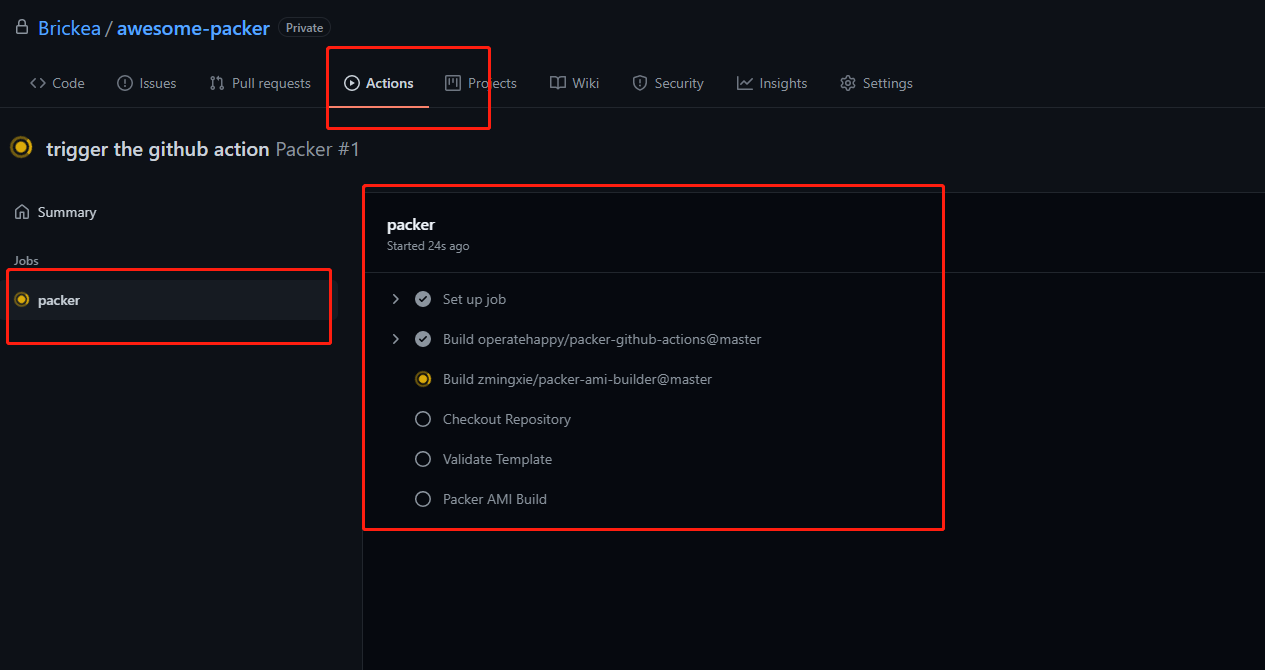 Brickea / awesome-packer Private
Code Issues Pull requests Actions Projects Wiki Security Insights Settings
trigger the github action Packer #1
Summary
Jobs
packer
packer
Started 24s ago
Set up job
Build operatehappy/packer-github-actions@master
Build zmingxie/packer-ami-builder@master
Checkout Repository
Validate Template
Packer AMI Build